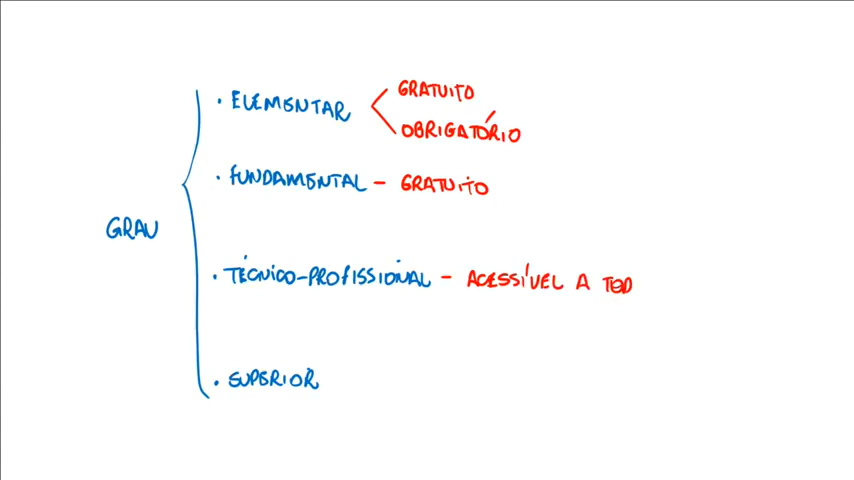 GRAU
• ELEMENTAR
GRATUITO
OBRIGATÓRIO
• FUNDAMENTAL - GRATUITO
• TÉCNICO-PROFISSIONAL - ACESSÍVEL A TOD
• SUPERIOR